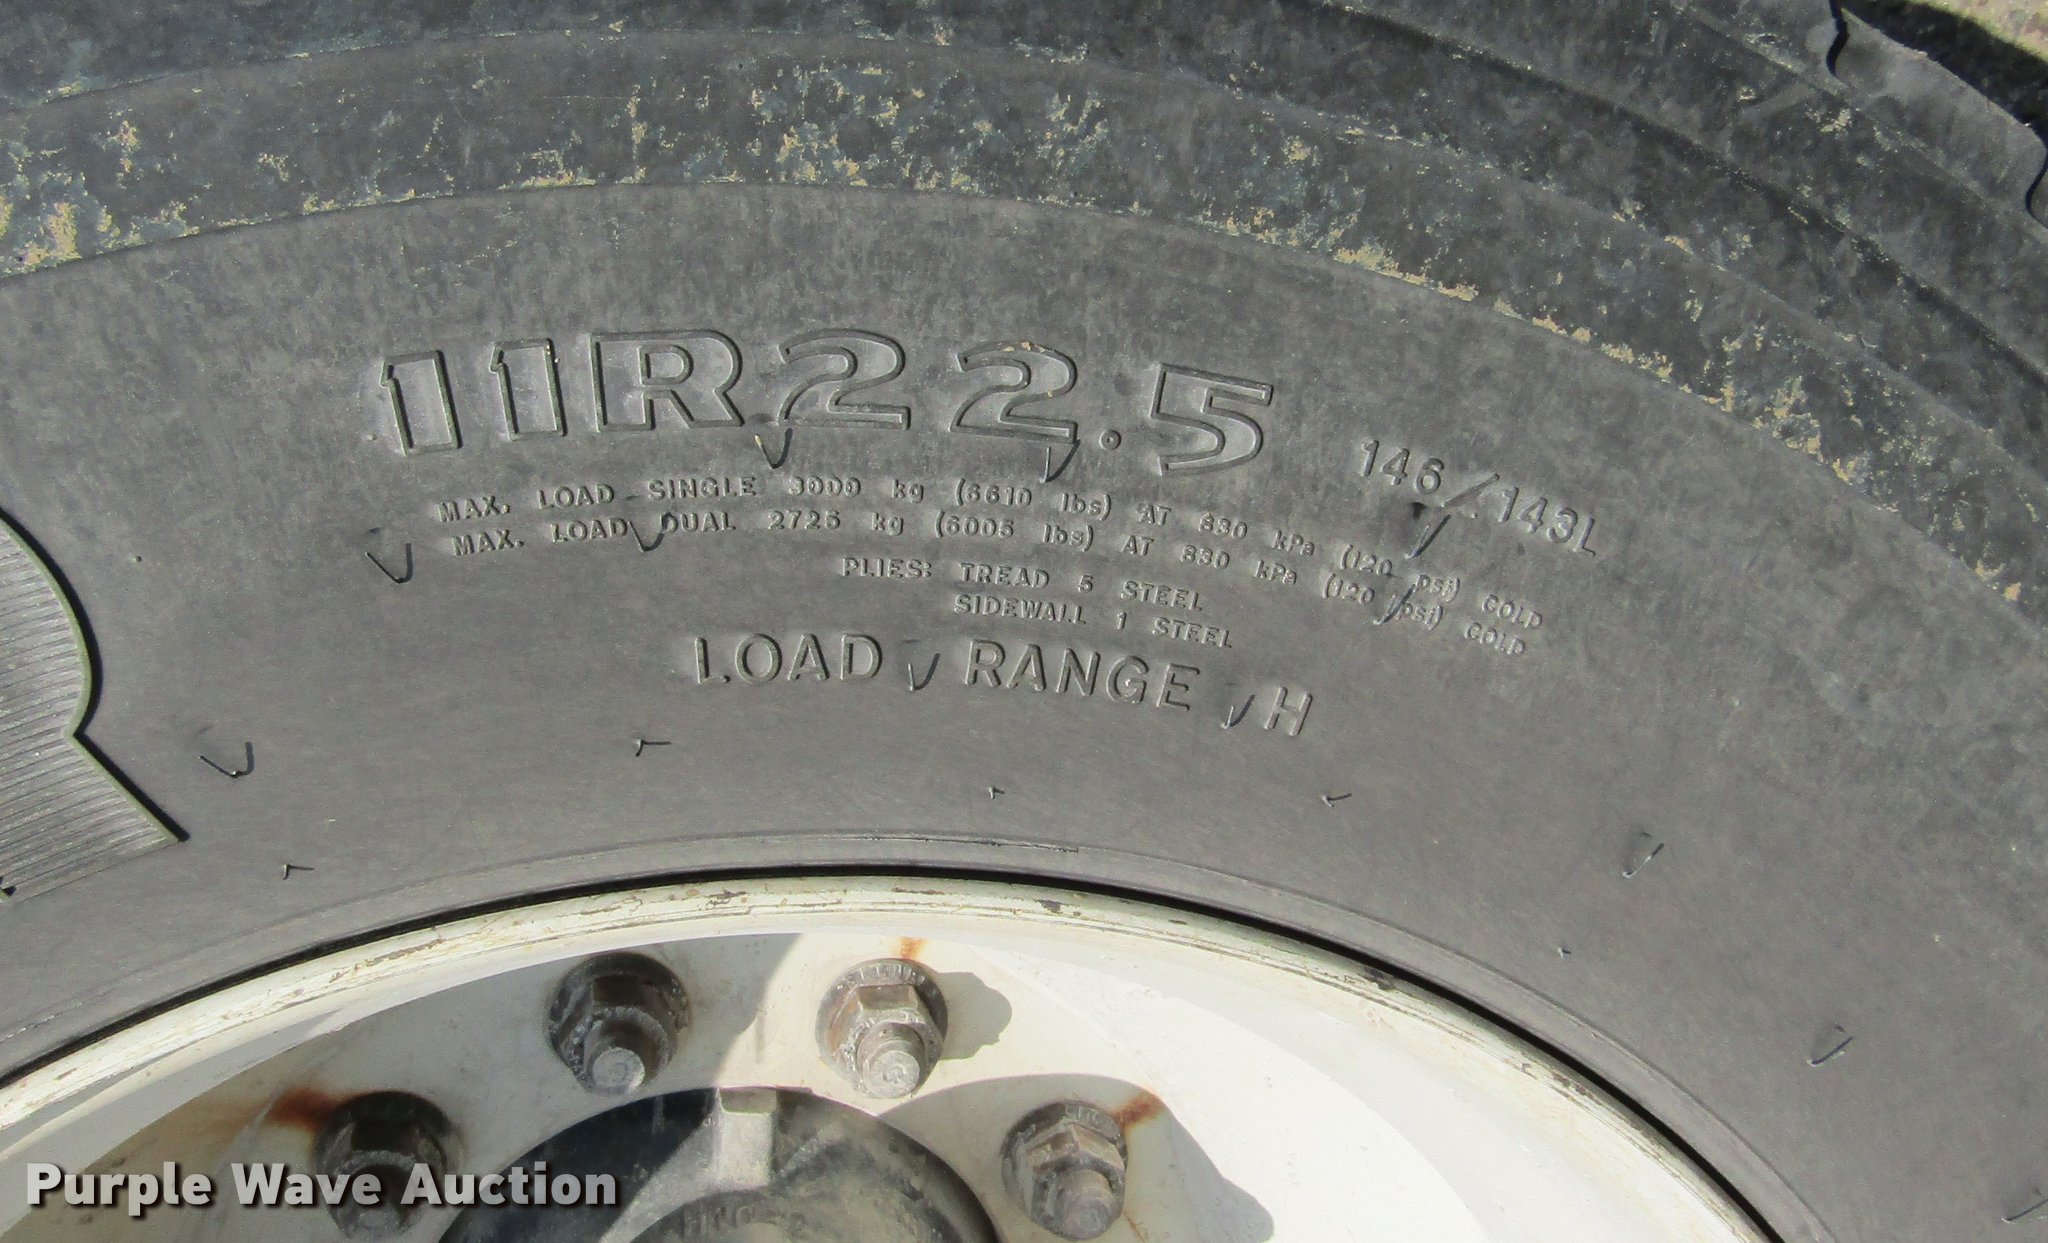 11R22.5
146/143L
MAX. LOAD SINGLE 3000 kg (6610 lbs) AT 830 kPa (120 psi) COLD
MAX. LOAD DUAL 2725 kg (6005 lbs) AT 830 kPa (120 psi) COLD
PLIES: TREAD 5 STEEL
SIDEWALL 1 STEEL
LOAD RANGE H
Purple Wave Auction